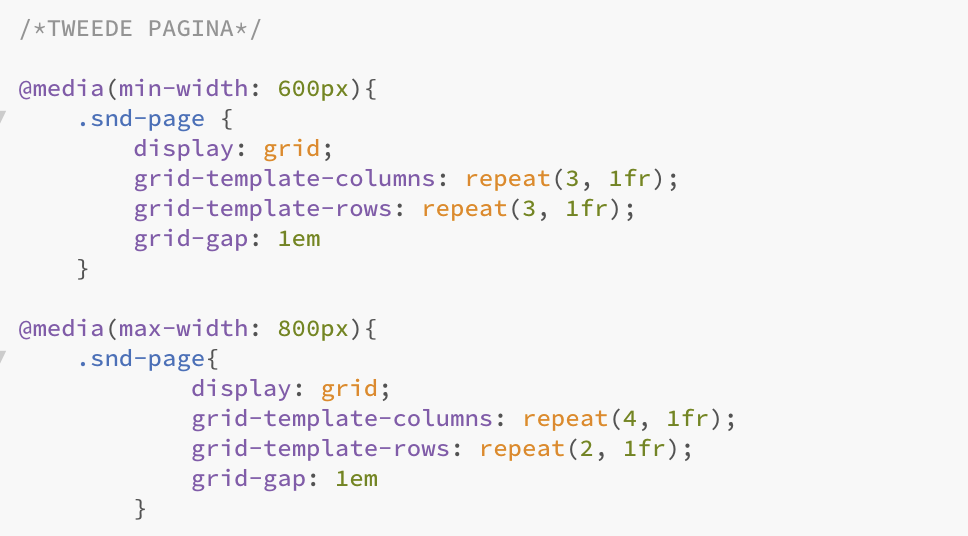 /*TWEEDE PAGINA*/
@media(min-width: 600px){
.snd-page {
display: grid;
grid-template-columns: repeat(3, 1fr);
grid-template-rows: repeat(3, 1fr);
grid-gap: 1em
}
@media(max-width: 800px){
.snd-page{
display: grid;
grid-template-columns: repeat(4, 1fr);
grid-template-rows: repeat(2, 1fr);
grid-gap: 1em
}